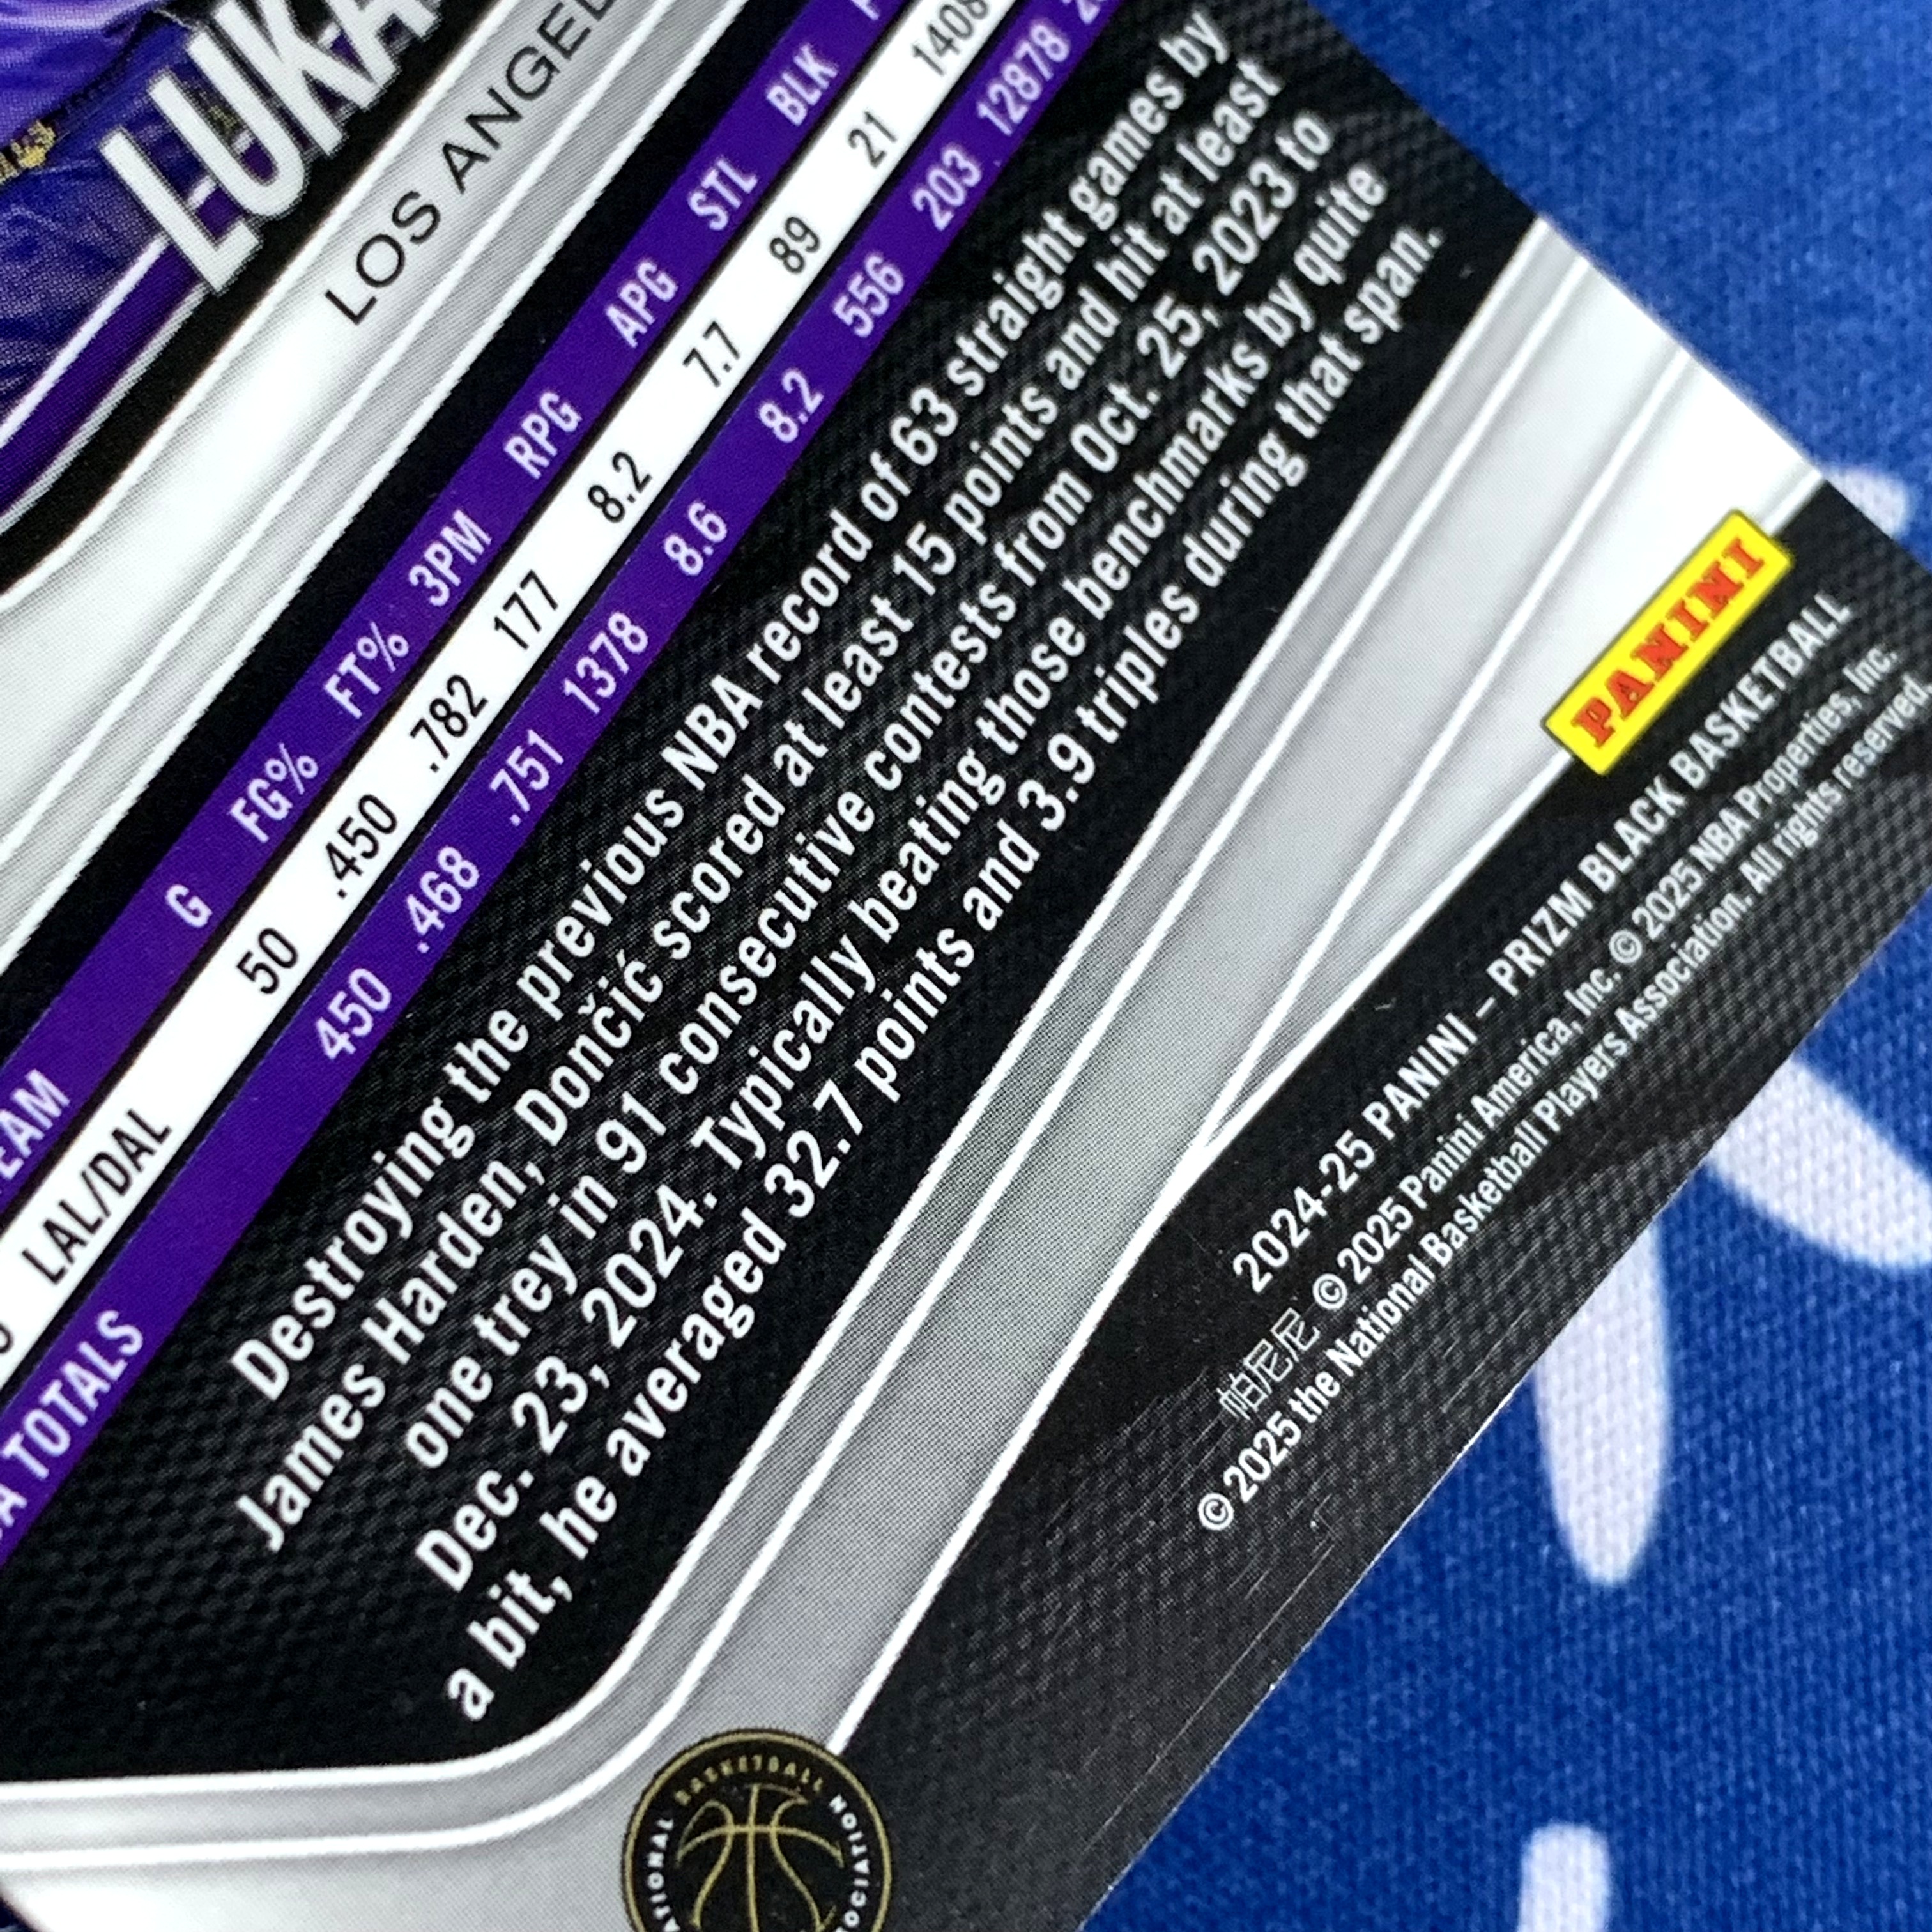 LUKA
LOS ANGEL
TEAM G FG% FT% 3PM RPG APG STL BLK
LAL/DAL 50 .450 .782 177 8.2 7.7 89 21 1408
TOTALS 450 .468 .751 1378 8.6 8.2 556 203 12878
Destroying the previous NBA record of 63 straight games by
James Harden, Dončić scored at least 15 points and hit at least
one trey in 91 consecutive contests from Oct. 25, 2023 to
Dec. 23, 2024. Typically beating those benchmarks by quite
a bit, he averaged 32.7 points and 3.9 triples during that span.
PANINI
2024-25 PANINI – PRIZM BLACK BASKETBALL
帕尼尼 © 2025 Panini America, Inc. © 2025 NBA Properties, Inc.
© 2025 the National Basketball Players Association. All rights reserved.
NATIONAL BASKETBALL ASSOCIATION